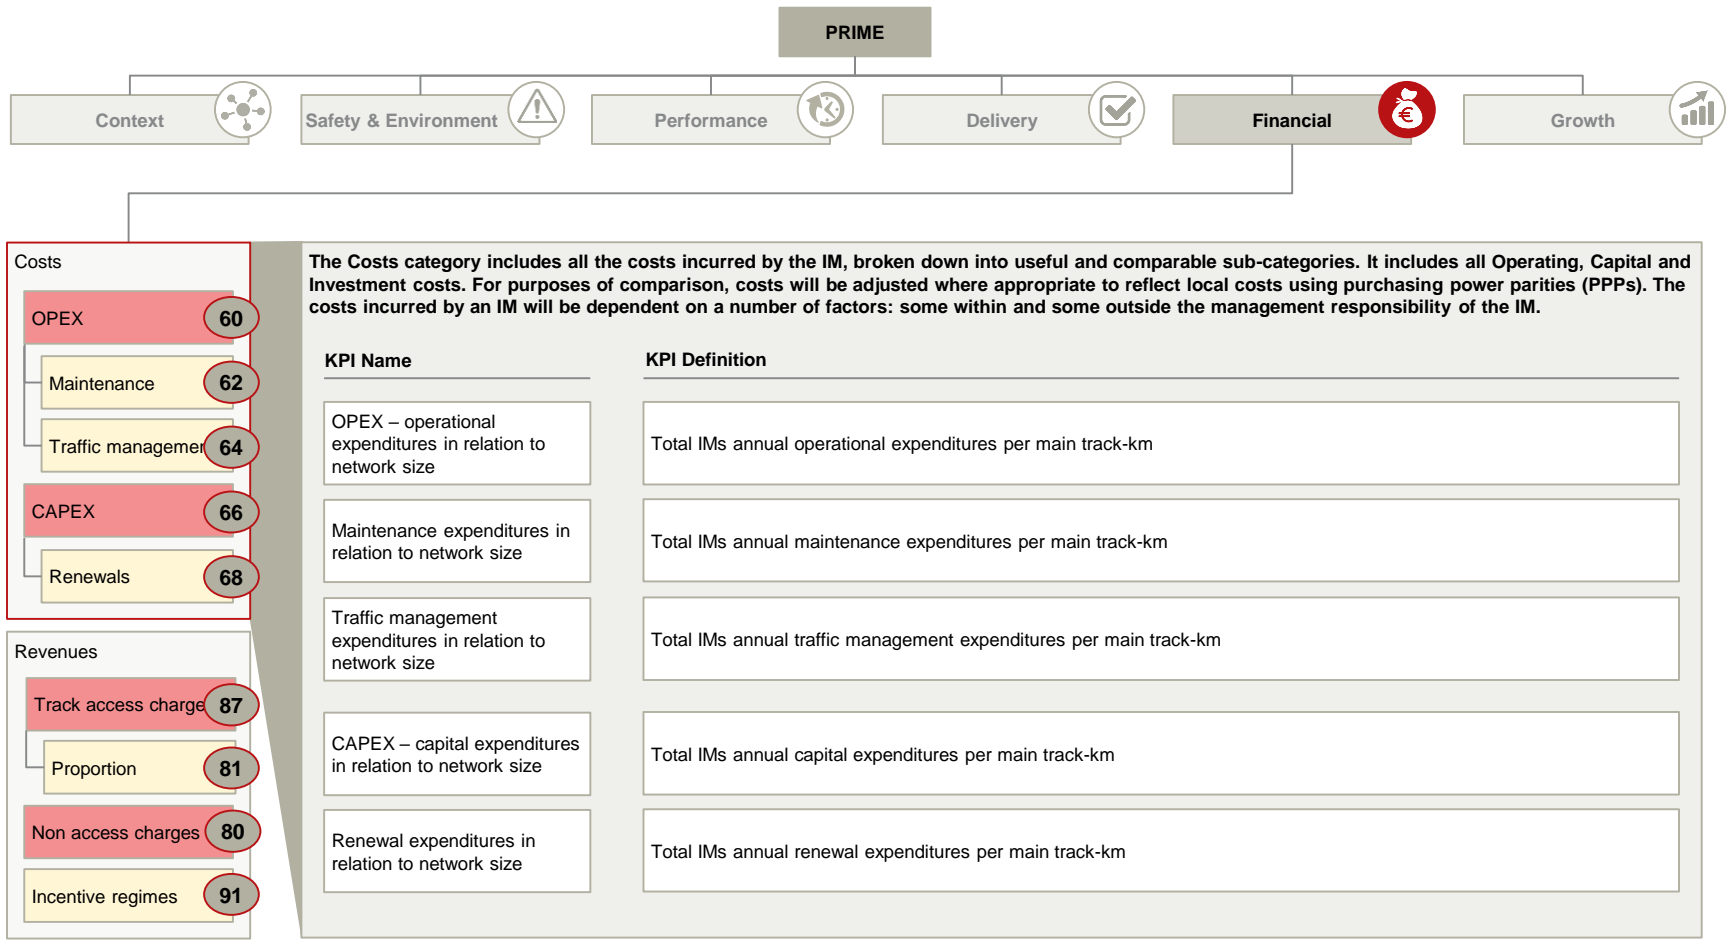 PRIME
Context
Safety & Environment
Performance
Delivery
Financial
€
Growth
Costs
OPEX
60
Maintenance
62
Traffic managemen
64
CAPEX
66
Renewals
68
Revenues
Track access charge
87
Proportion
81
Non access charges
80
Incentive regimes
91
The Costs category includes all the costs incurred by the IM, broken down into useful and comparable sub-categories. It includes all Operating, Capital and
Investment costs. For purposes of comparison, costs will be adjusted where appropriate to reflect local costs using purchasing power parities (PPPs). The
costs incurred by an IM will be dependent on a number of factors: some within and some outside the management responsibility of the IM.
KPI Name
KPI Definition
OPEX – operational
expenditures in relation to
network size
Total IMs annual operational expenditures per main track-km
Maintenance expenditures in
relation to network size
Total IMs annual maintenance expenditures per main track-km
Traffic management
expenditures in relation to
network size
Total IMs annual traffic management expenditures per main track-km
CAPEX – capital expenditures
in relation to network size
Total IMs annual capital expenditures per main track-km
Renewal expenditures in
relation to network size
Total IMs annual renewal expenditures per main track-km